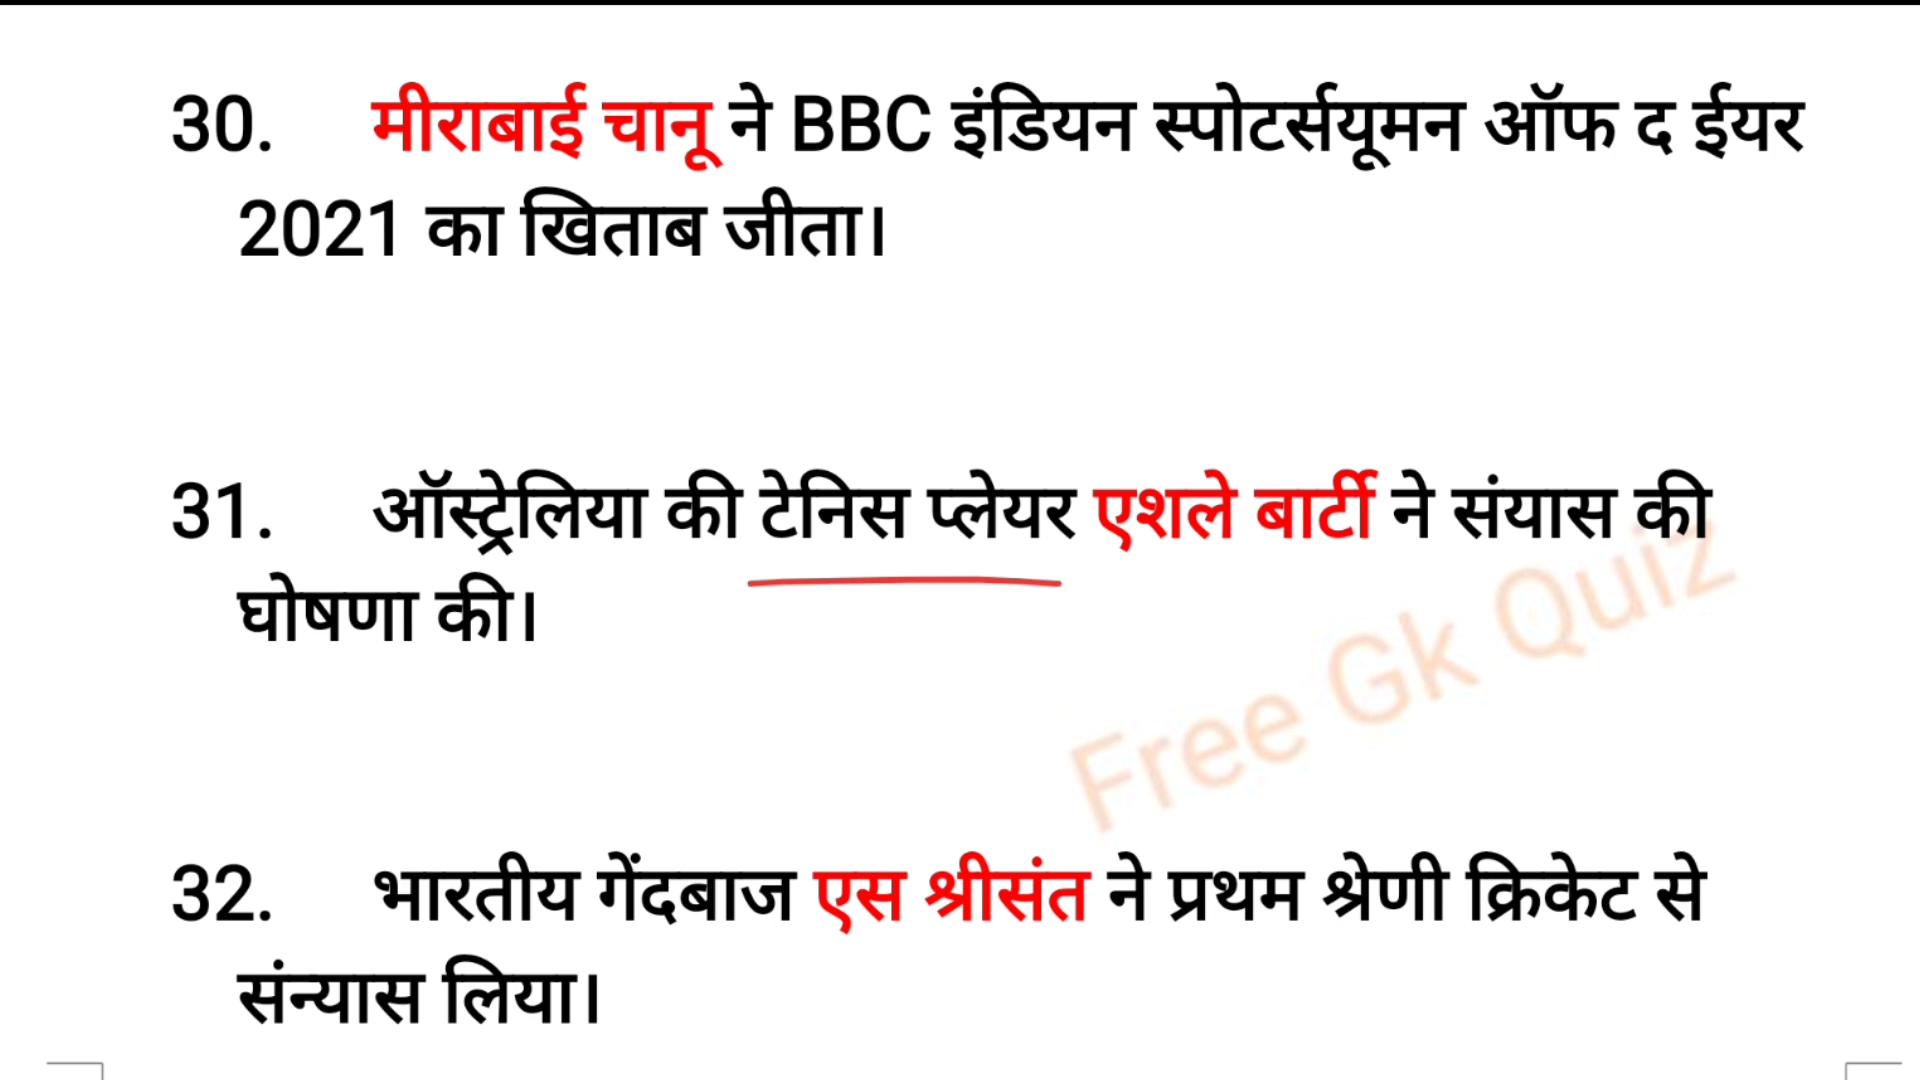 30. मीराबाई चानू ने BBC इंडियन स्पोटर्सयूमन ऑफ द ईयर
2021 का खिताब जीता।
31. ऑस्ट्रेलिया की टेनिस प्लेयर एशले बार्टी ने संयास की
घोषणा की।
Free Gk Quiz
32. भारतीय गेंदबाज एस श्रीसंत ने प्रथम श्रेणी क्रिकेट से
संन्यास लिया।